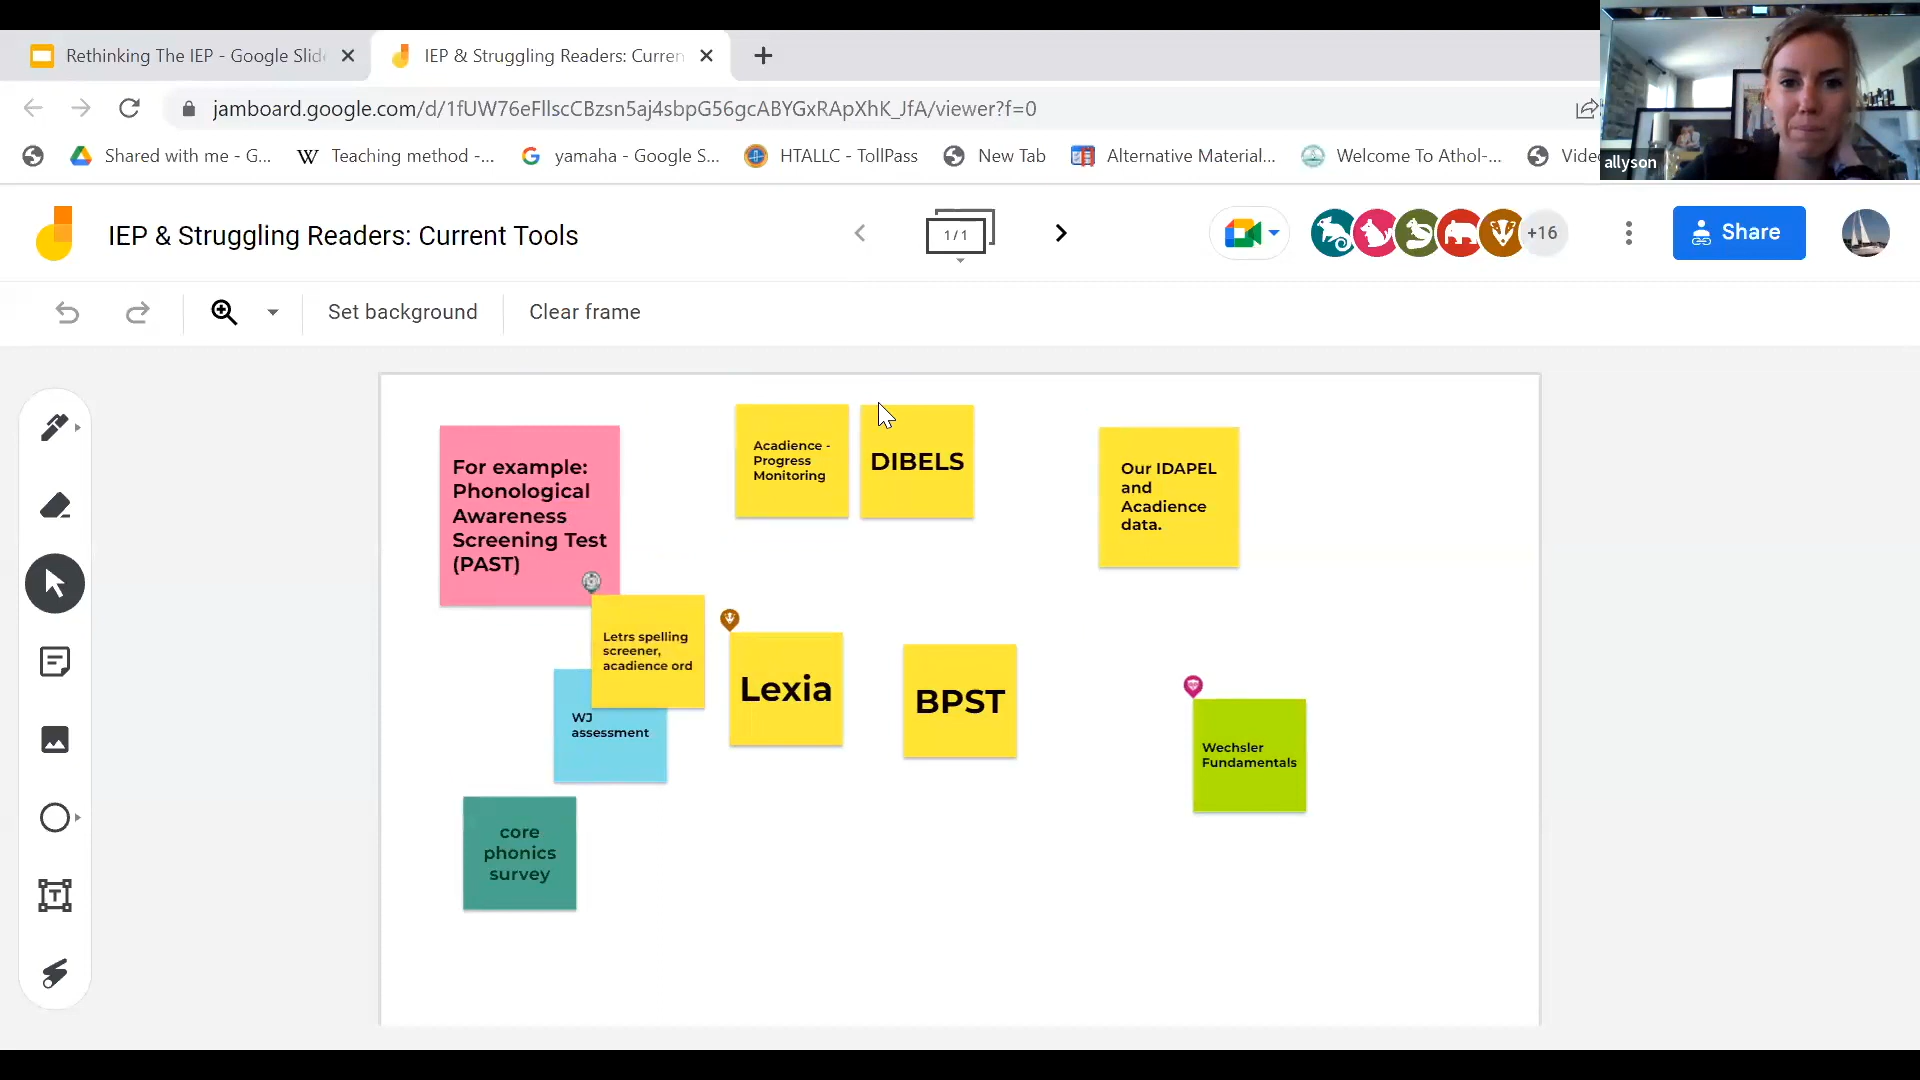 Rethinking The IEP - Google Slid
IEP & Struggling Readers: Curren
jamboard.google.com/d/1fUW76eFllscCBzsn5aj4sbpG56gcABYGxRApXhK_JfA/viewer?f=0
Shared with me - G...
Teaching method -...
yamaha - Google S...
HTALLC - TollPass
New Tab
Alternative Material...
Welcome To Athol-...
Vide
allyson
IEP & Struggling Readers: Current Tools
1 / 1
+16
Share
Set background
Clear frame
For example:
Phonological
Awareness
Screening Test
(PAST)
Acadience -
Progress
Monitoring
DIBELS
Our IDAPEL
and
Acadience
data.
Letrs spelling
screener,
acadience ord
Lexia
BPST
WJ
assessment
Wechsler
Fundamentals
core
phonics
survey